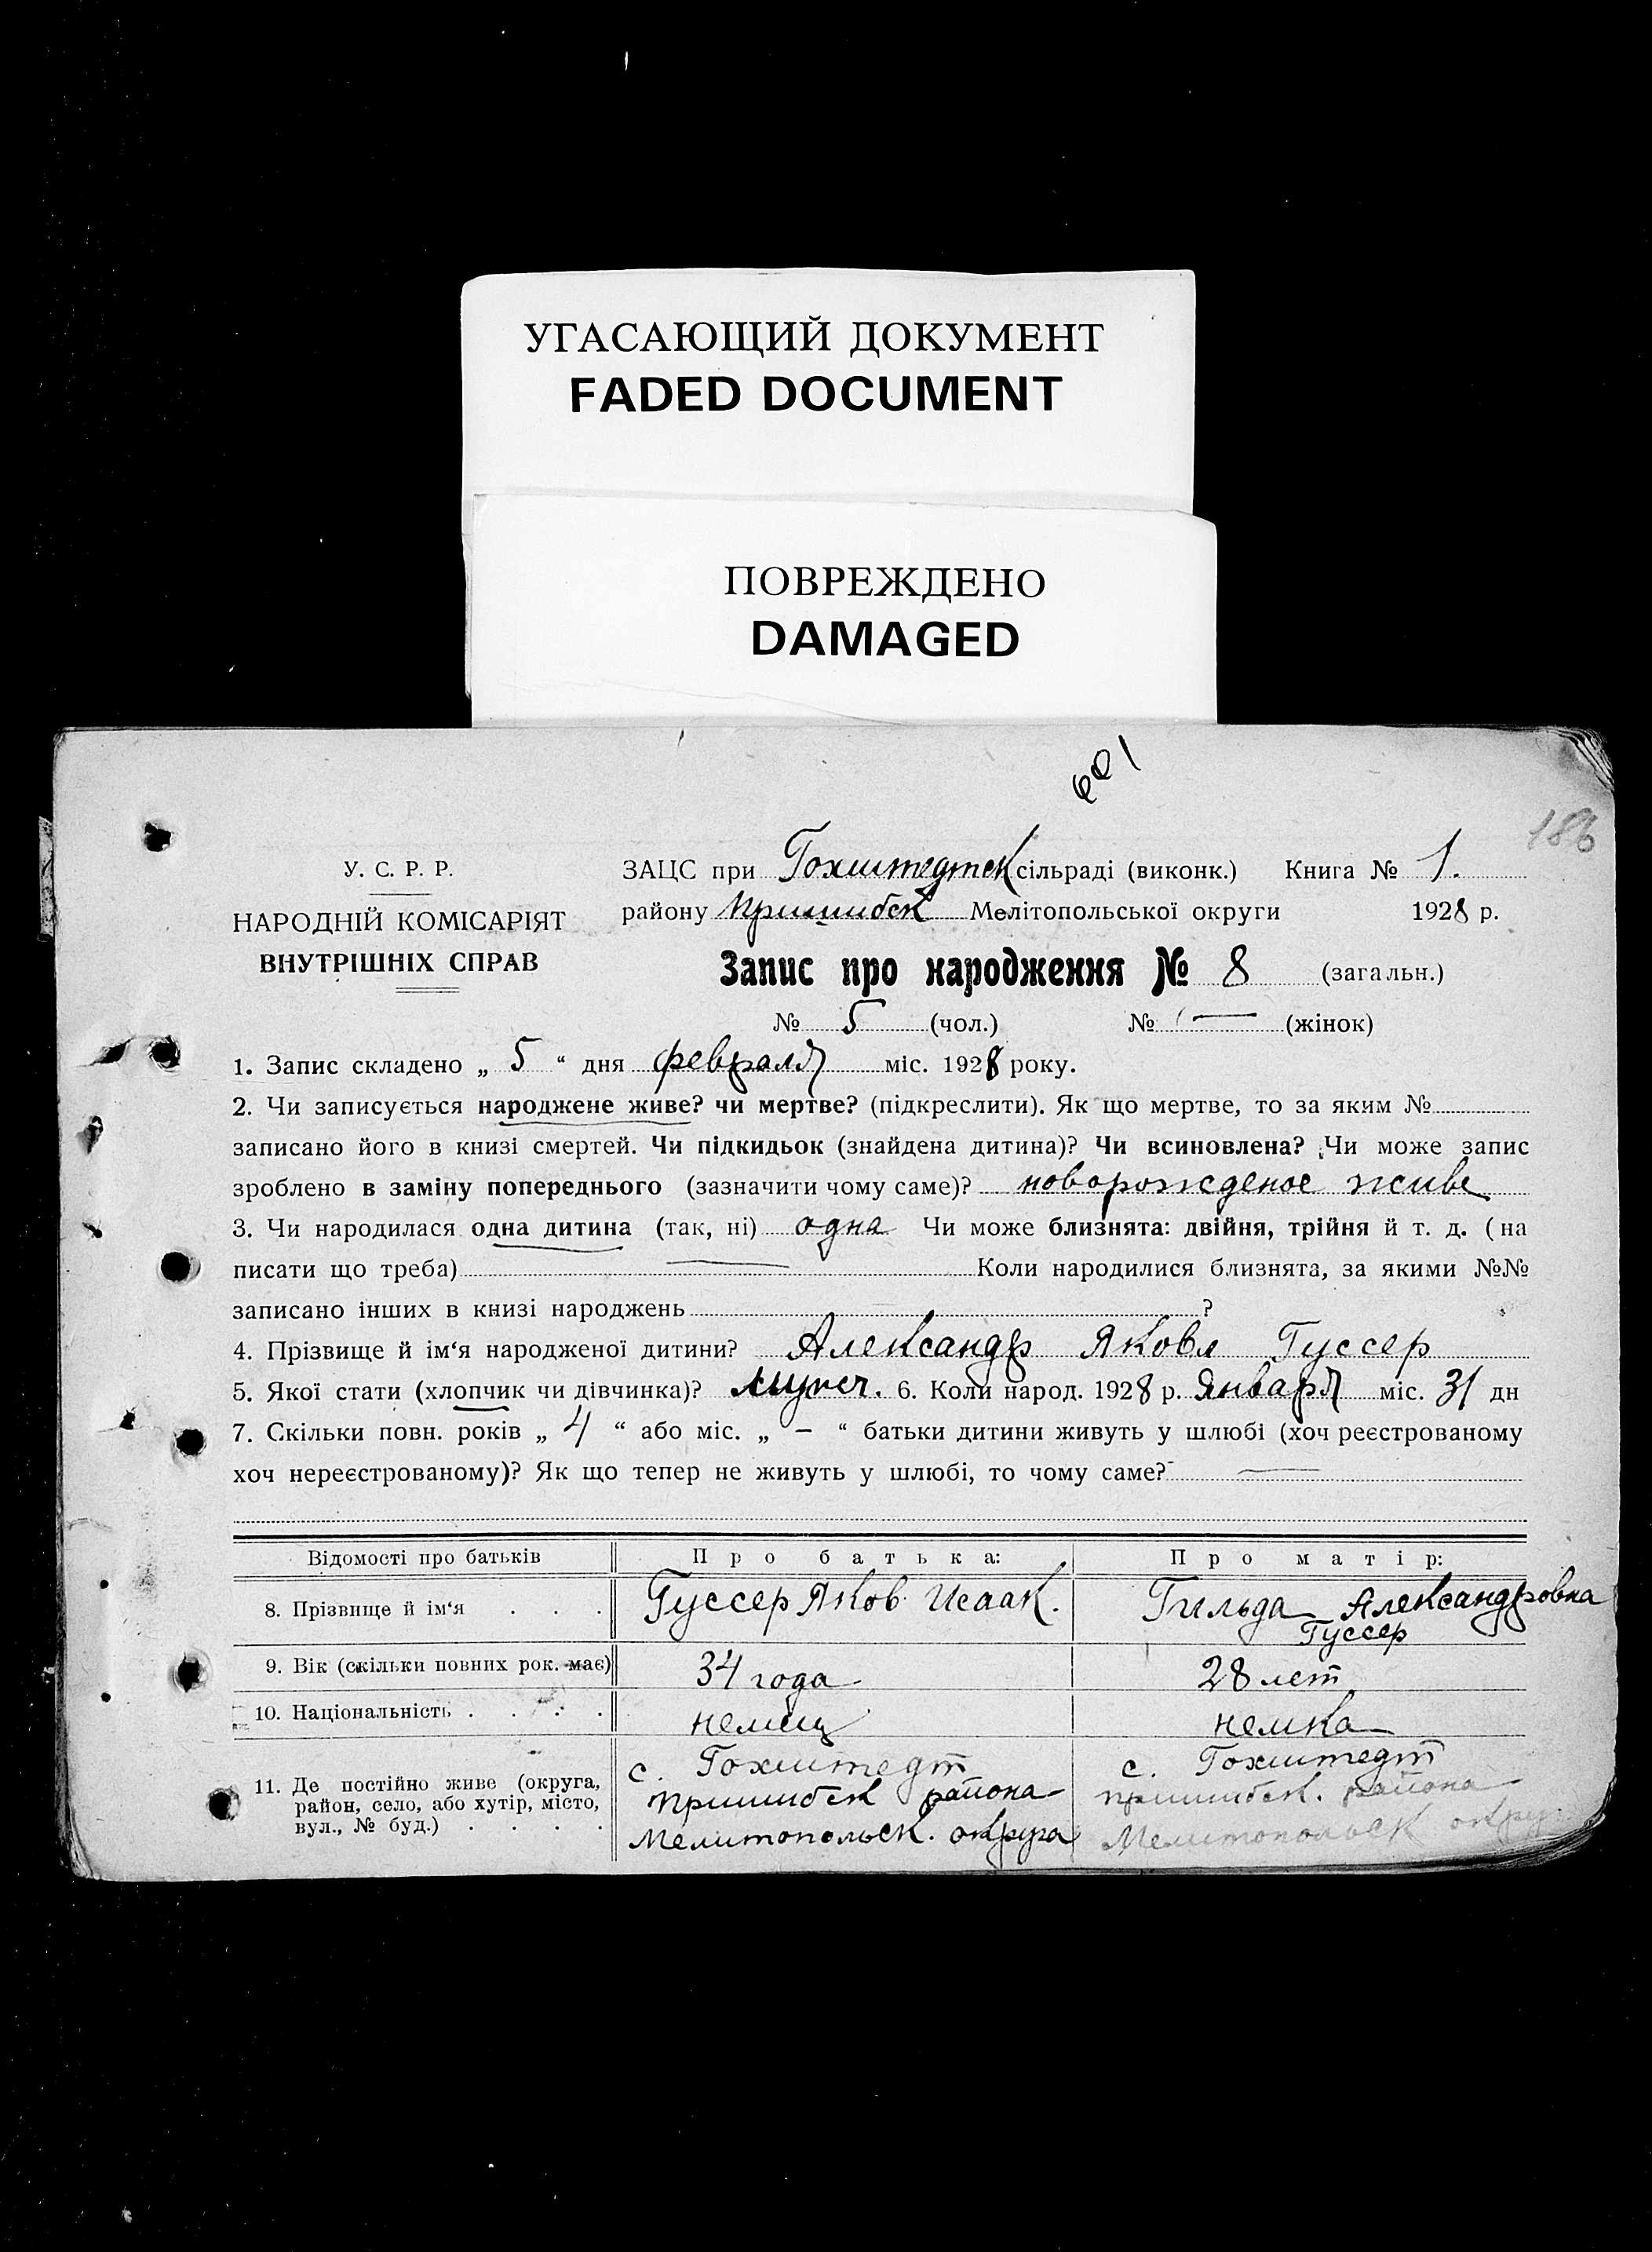 УГАСАЮЩИЙ ДОКУМЕНТ
FADED DOCUMENT
ПОВРЕЖДЕНО
DAMAGED
186
У. С. Р. Р.
НАРОДНІЙ КОМІСАРІЯТ
ВНУТРІШНІХ СПРАВ
ЗАЦС при Гохштедтск сільраді (виконк.) Книга № 1.
району Пришибск Мелітопольської округи 1928 р.
Запис про народження № 8 (загальн.)
№ 5 (чол.) № — (жінок)
1. Запис складено „ 5 “ дня февраля міс. 1928 року.
2. Чи записується народжене живе? чи мертве? (підкреслити). Як що мертве, то за яким №
записано його в книзі смертей. Чи підкидьок (знайдена дитина)? Чи всиновлена? Чи може запис
зроблено в заміну попереднього (зазначити чому саме)? новорожденое живе
3. Чи народилася одна дитина (так, ні) одна Чи може близнята: двійня, трійня й т. д. (на
писати що треба) — Коли народилися близнята, за якими №№
записано інших в книзі народжень ?
4. Прізвище й ім‘я народженої дитини? Александр Яковл Гуссер
5. Якої стати (хлопчик чи дівчинка)? мужеск. 6. Коли народ. 1928 р. Января міс. 31 дн
7. Скільки повн. років „ 4 “ або міс. „ — “ батьки дитини живуть у шлюбі (хоч реєстрованому
хоч нереєстрованому)? Як що тепер не живуть у шлюбі, то чому саме? —
Відомості про батьків Про батька: Про матір:
8. Прізвище й ім‘я . . . Гуссер Яков Исаак. Гильда Александровна
Гуссер
9. Вік (скільки повних рок. має) 34 года 28 лет
10. Національність . . . . немец немка
11. Де постійно живе (округа, район, село, або хутір, місто, вул., № буд.) . . . .
с. Гохштедт
Пришибск района
Мелитопольск. округа
с. Гохштедт
пришибск. района
Мелитопольск окру